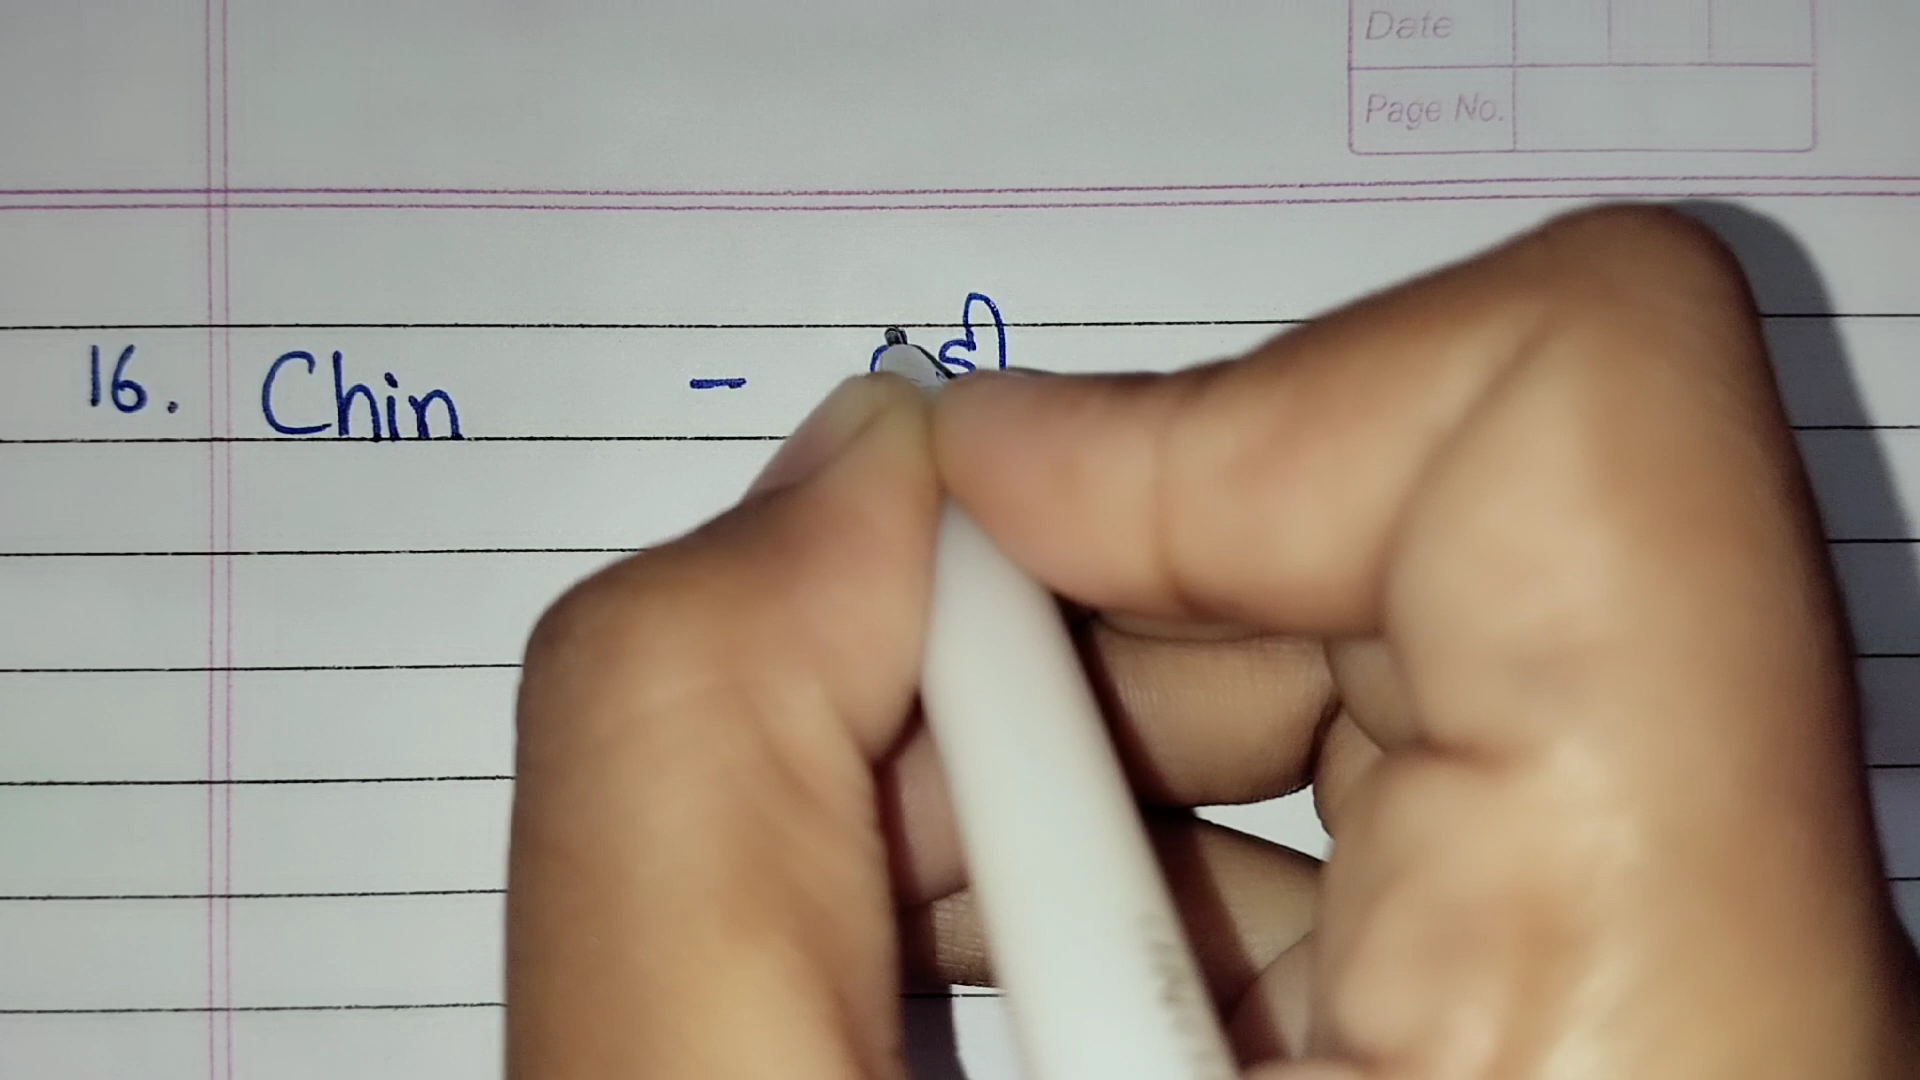 Date
Page No.
16. Chin -